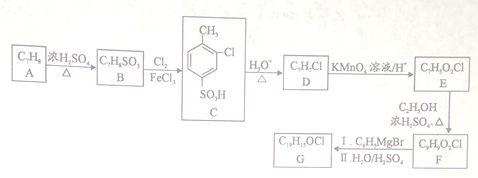 C₇H₈
A
浓H₂SO₄
△
C₇H₈SO₃
B
Cl₂
FeCl₃
CH₃
Cl
SO₃H
C
H₃O⁺
△
C₇H₇Cl
D
KMnO₄ 溶液/H⁺
C₇H₅O₂Cl
E
C₂H₅OH
浓H₂SO₄,△
C₉H₉O₂Cl
F
Ⅰ.C₆H₅MgBr
Ⅱ.H₂O/H₂SO₄
C₁₉H₁₅OCl
G